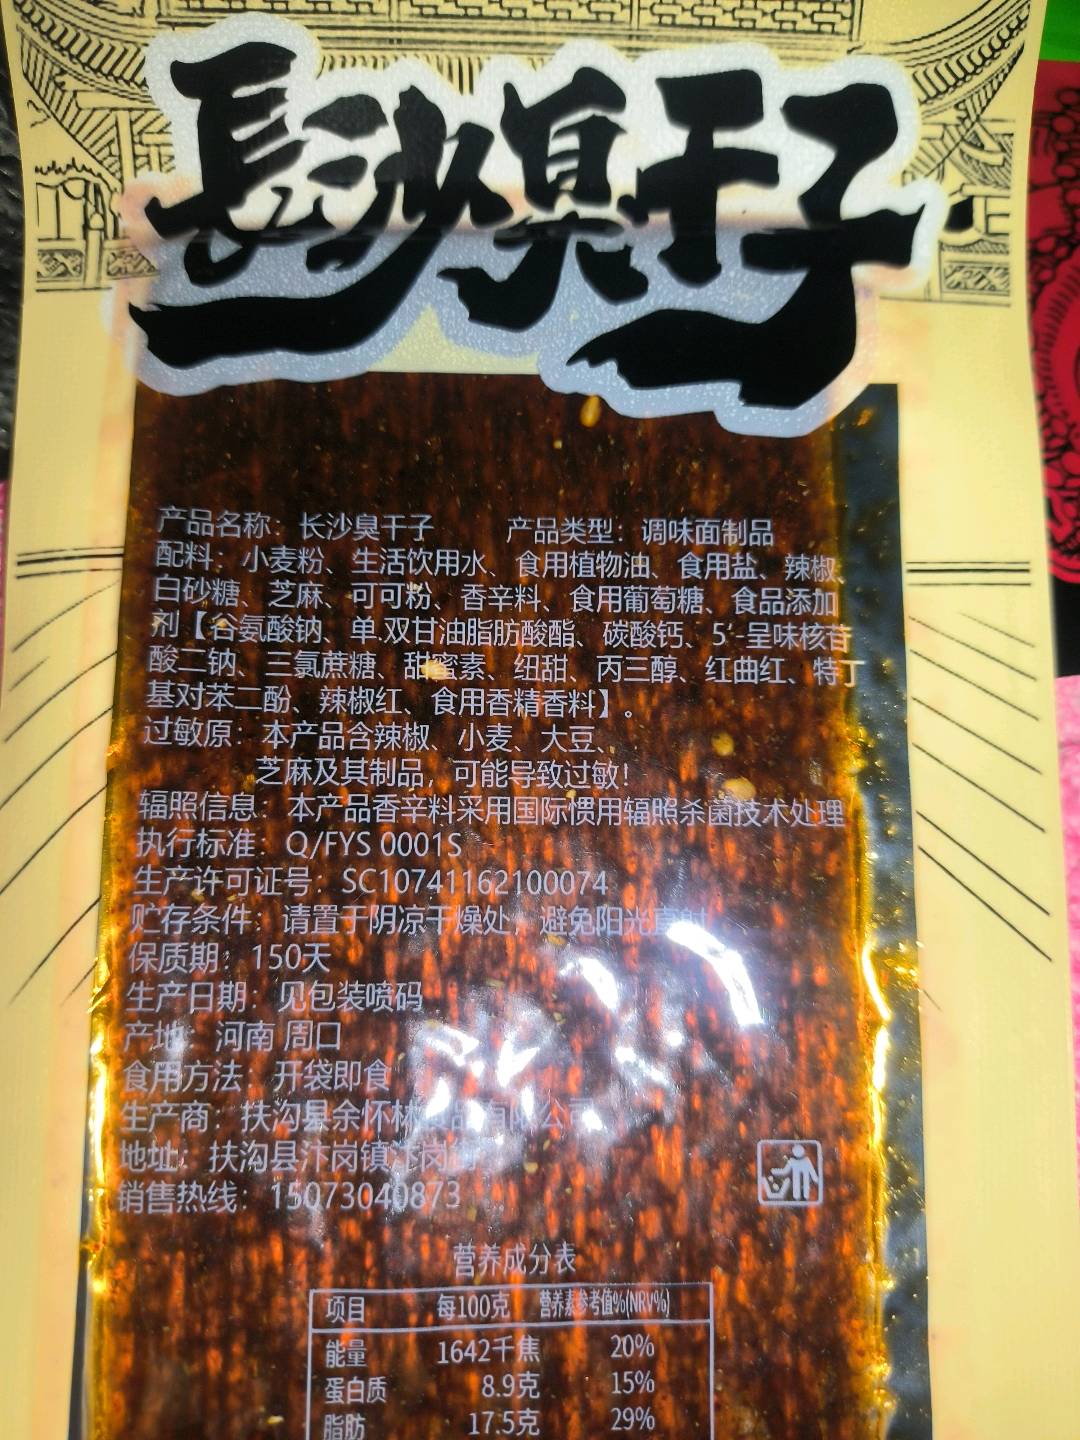 長沙臭干子
产品名称：长沙臭干子 产品类型：调味面制品
配料：小麦粉、生活饮用水、食用植物油、食用盐、辣椒、
白砂糖、芝麻、可可粉、香辛料、食用葡萄糖、食品添加
剂【谷氨酸钠、单.双甘油脂肪酸酯、碳酸钙、5'-呈味核苷
酸二钠、三氯蔗糖、甜蜜素、纽甜、丙三醇、红曲红、特丁
基对苯二酚、辣椒红、食用香精香料】。
过敏原：本产品含辣椒、小麦、大豆、
芝麻及其制品，可能导致过敏！
辐照信息：本产品香辛料采用国际惯用辐照杀菌技术处理
执行标准：Q/FYS 0001S
生产许可证号：SC10741162100074
贮存条件：请置于阴凉干燥处，避免阳光直射
保质期：150天
生产日期：见包装喷码
产地：河南 周口
食用方法：开袋即食
生产商：扶沟县余怀林食品有限公司
地址：扶沟县汴岗镇汴岗
销售热线：15073040873
营养成分表
项目 每100克 营养素参考值%(NRV%)
能量 1642千焦 20%
蛋白质 8.9克 15%
脂肪 17.5克 29%